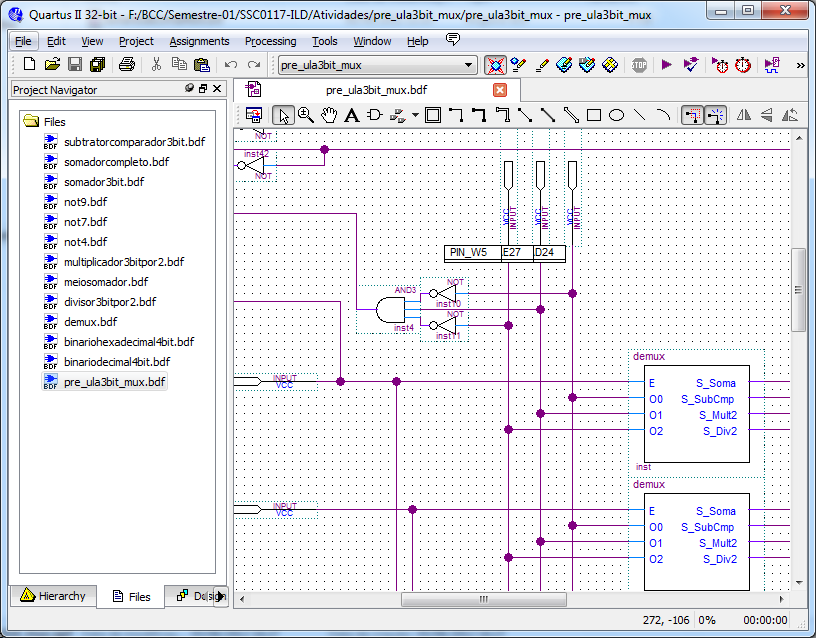 Quartus II 32-bit - F:/BCC/Semestre-01/SSC0117-ILD/Atividades/pre_ula3bit_mux/pre_ula3bit_mux - pre_ula3bit_mux
File Edit View Project Assignments Processing Tools Window Help
pre_ula3bit_mux
STOP
»
Project Navigator
pre_ula3bit_mux.bdf
A
Files
subtratorcomparador3bit.bdf
somadorcompleto.bdf
somador3bit.bdf
not9.bdf
not7.bdf
not4.bdf
multiplicador3bitpor2.bdf
meiosomador.bdf
divisor3bitpor2.bdf
demux.bdf
binariohexadecimal4bit.bdf
binariodecimal4bit.bdf
pre_ula3bit_mux.bdf
NOT
inst42
NOT
VCC INPUT
VCC INPUT
VCC INPUT
PIN_W5 E27 D24
NOT
AND3
inst10
NOT
inst4
inst11
INPUT
VCC
demux
E S_Soma
O0 S_SubCmp
O1 S_Mult2
O2 S_Div2
inst
demux
INPUT
VCC
E S_Soma
O0 S_SubCmp
O1 S_Mult2
O2 S_Div2
Hierarchy Files Design
272, -106 0% 00:00:00